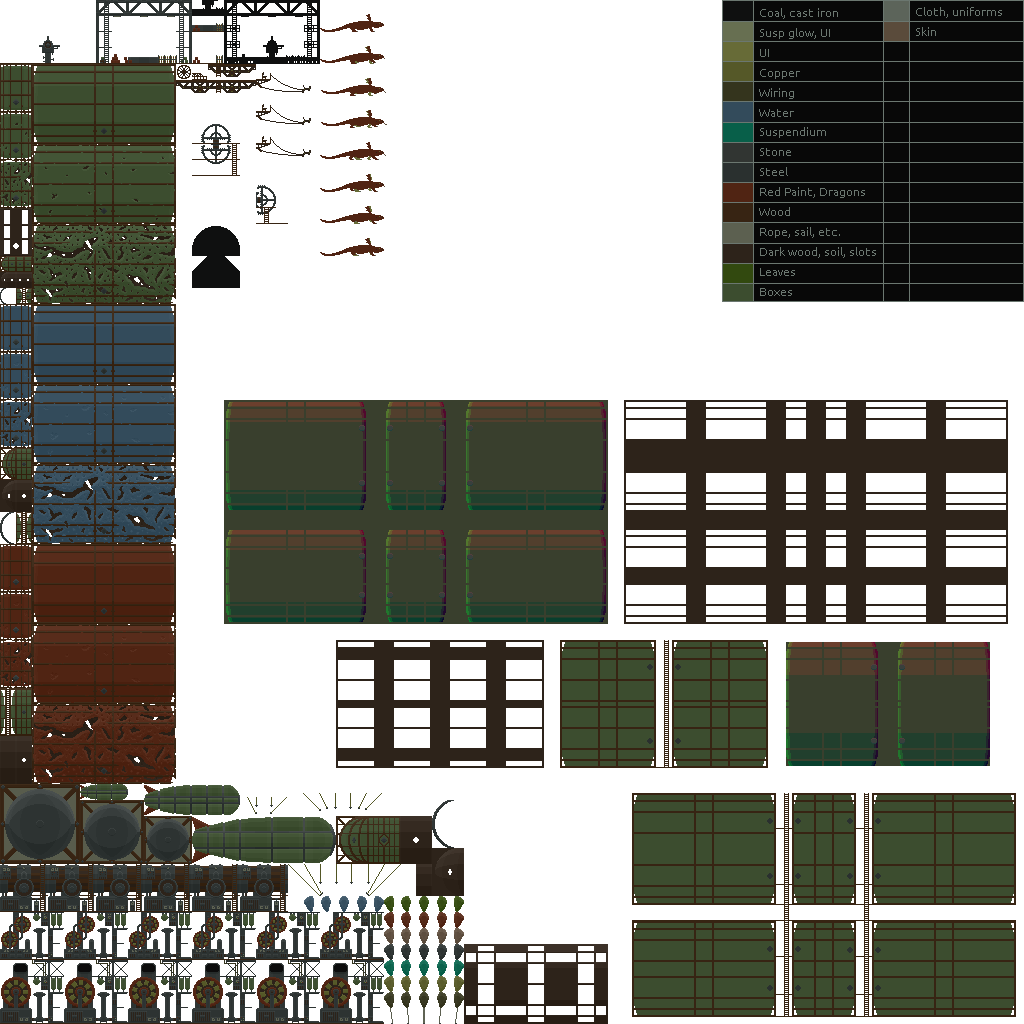 Coal, cast iron
Cloth, uniforms
Susp glow, UI
Skin
UI
Copper
Wiring
Water
Suspendium
Stone
Steel
Red Paint, Dragons
Wood
Rope, sail, etc.
Dark wood, soil, slots
Leaves
Boxes